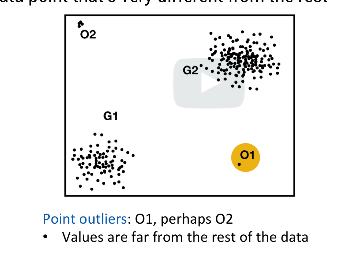 data point that's very different from the rest
O2
G2
G1
O1
Point outliers: O1, perhaps O2
• Values are far from the rest of the data